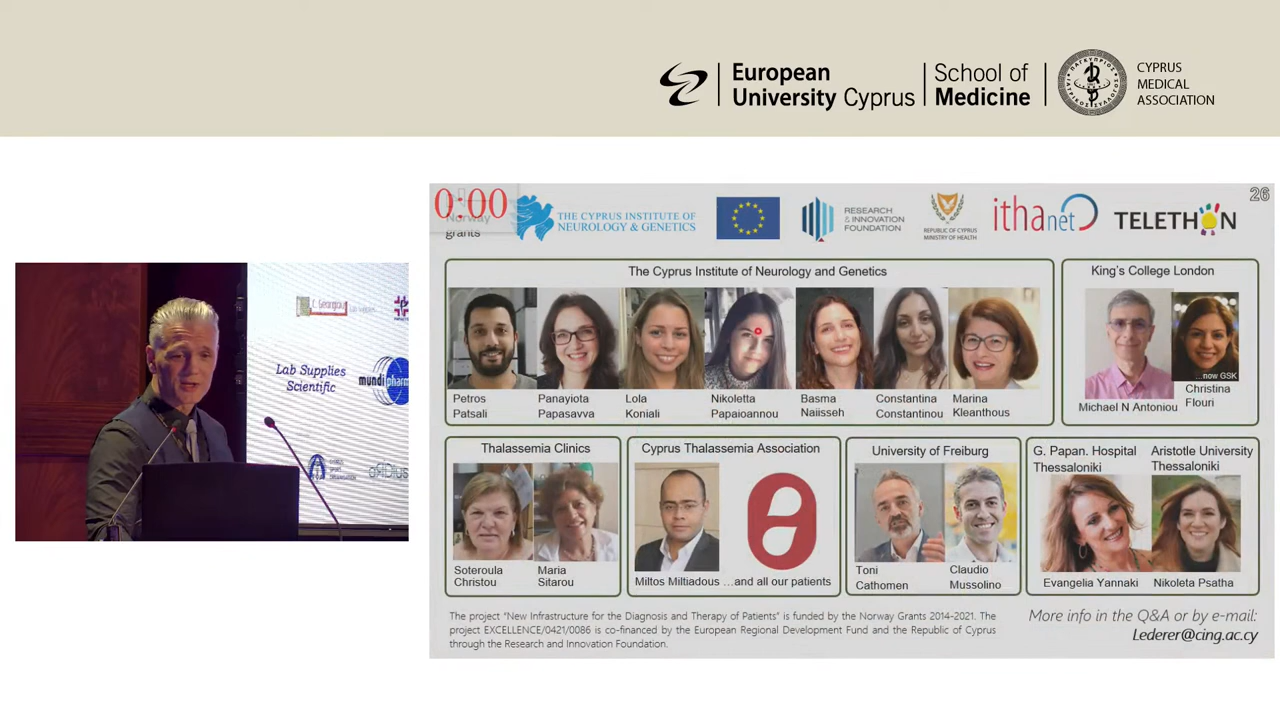 European
University Cyprus
School of
Medicine
ΠΑΓΚΥΠΡΙΟΣ
ΙΑΤΡΙΚΟΣ ΣΥΛΛΟΓΟΣ
CYPRUS
MEDICAL
ASSOCIATION
C. Georgiou
Lab Supplies
Scientific
mundipharm
0:00
26
Norway
grants
THE CYPRUS INSTITUTE OF
NEUROLOGY & GENETICS
RESEARCH
& INNOVATION
FOUNDATION
REPUBLIC OF CYPRUS
MINISTRY OF HEALTH
ithanet
TELETHON
The Cyprus Institute of Neurology and Genetics
Petros
Patsali
Panayiota
Papasavva
Lola
Koniali
Nikoletta
Papaioannou
Basma
Naiisseh
Constantina
Constantinou
Marina
Kleanthous
King's College London
...now GSK
Michael N Antoniou
Christina
Flouri
Thalassemia Clinics
Soteroula
Christou
Maria
Sitarou
Cyprus Thalassemia Association
Miltos Miltiadous ...and all our patients
University of Freiburg
Toni
Cathomen
Claudio
Mussolino
G. Papan. Hospital
Thessaloniki
Aristotle University
Thessaloniki
Evangelia Yannaki
Nikoleta Psatha
The project "New Infrastructure for the Diagnosis and Therapy of Patients" is funded by the Norway Grants 2014-2021. The
project EXCELLENCE/0421/0086 is co-financed by the European Regional Development Fund and the Republic of Cyprus
through the Research and Innovation Foundation.
More info in the Q&A or by e-mail:
Lederer@cing.ac.cy